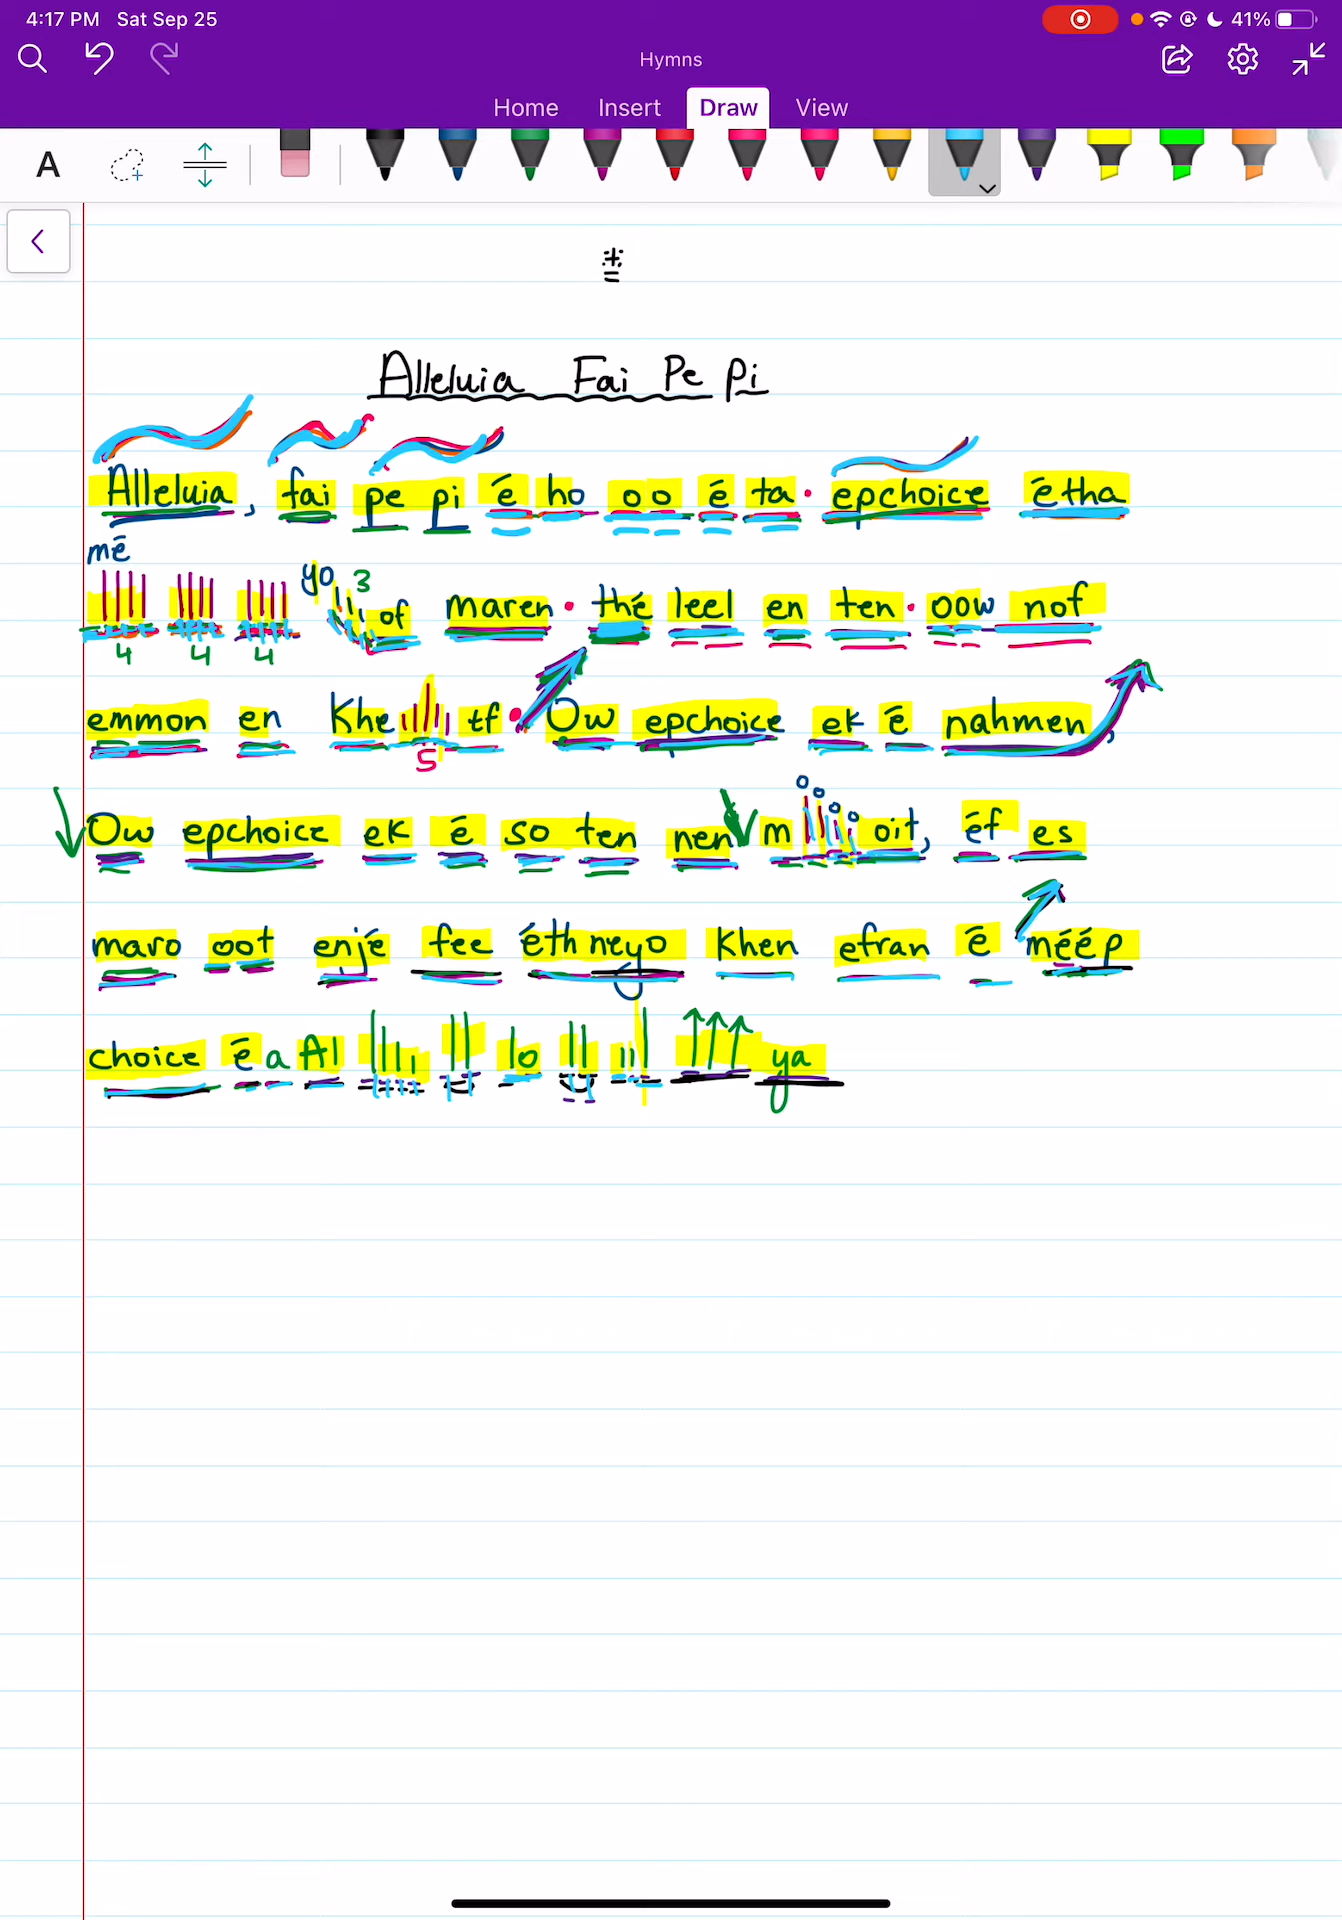 4:17 PM Sat Sep 25 41%
Hymns
Home Insert Draw View
A
Alleluia Fai Pe Pi
Alleluia, fai pe pi é ho oo é ta epchoice étha
mē
yo 3 of maren thé leel en ten oow nof
4 4 4
emmon en Khe tf Ow epchoice ek ē nahmen,
5
Ow epchoice ek é so ten nen m oit, éf es
maro oot enjé fee éthneyo Khen efran é méép
choice é a Al lo ya